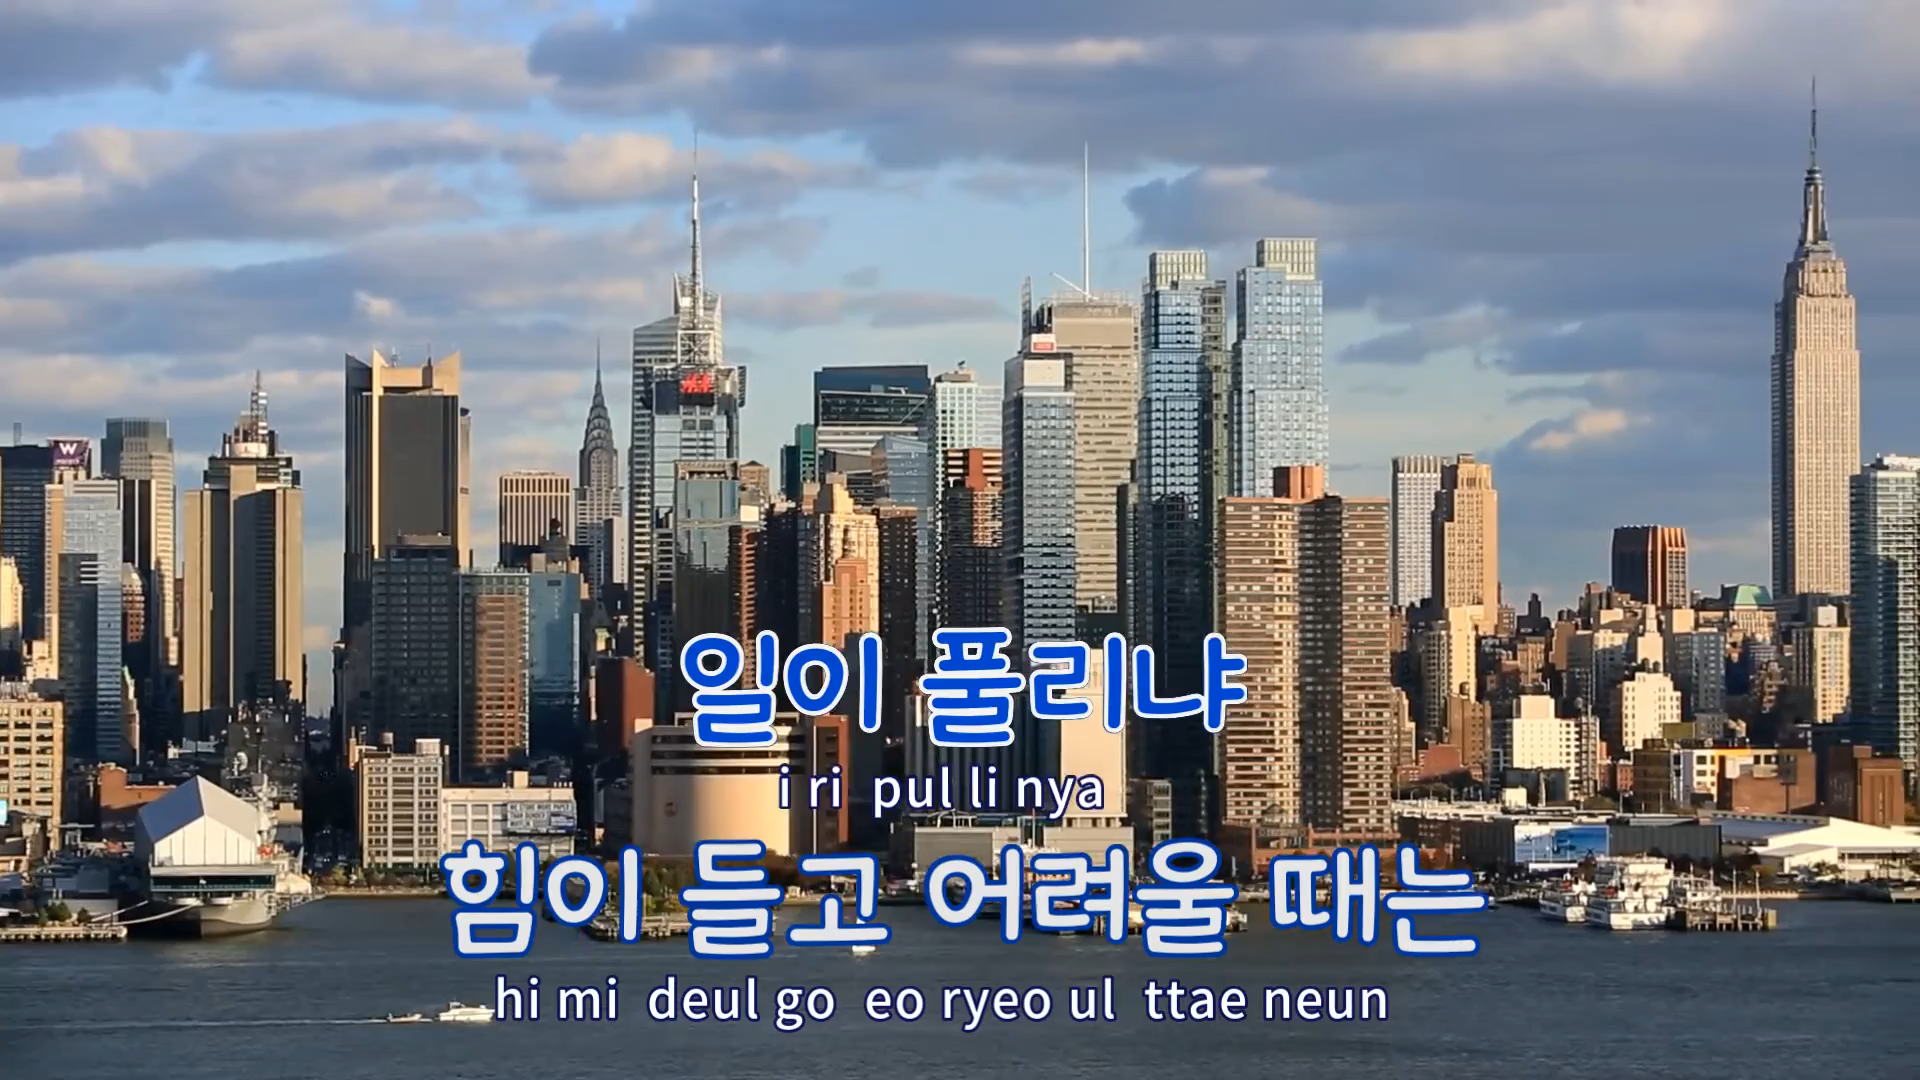 일이 풀리냐
i ri pul li nya
힘이 들고 어려울 때는
hi mi deul go eo ryeo ul ttae neun